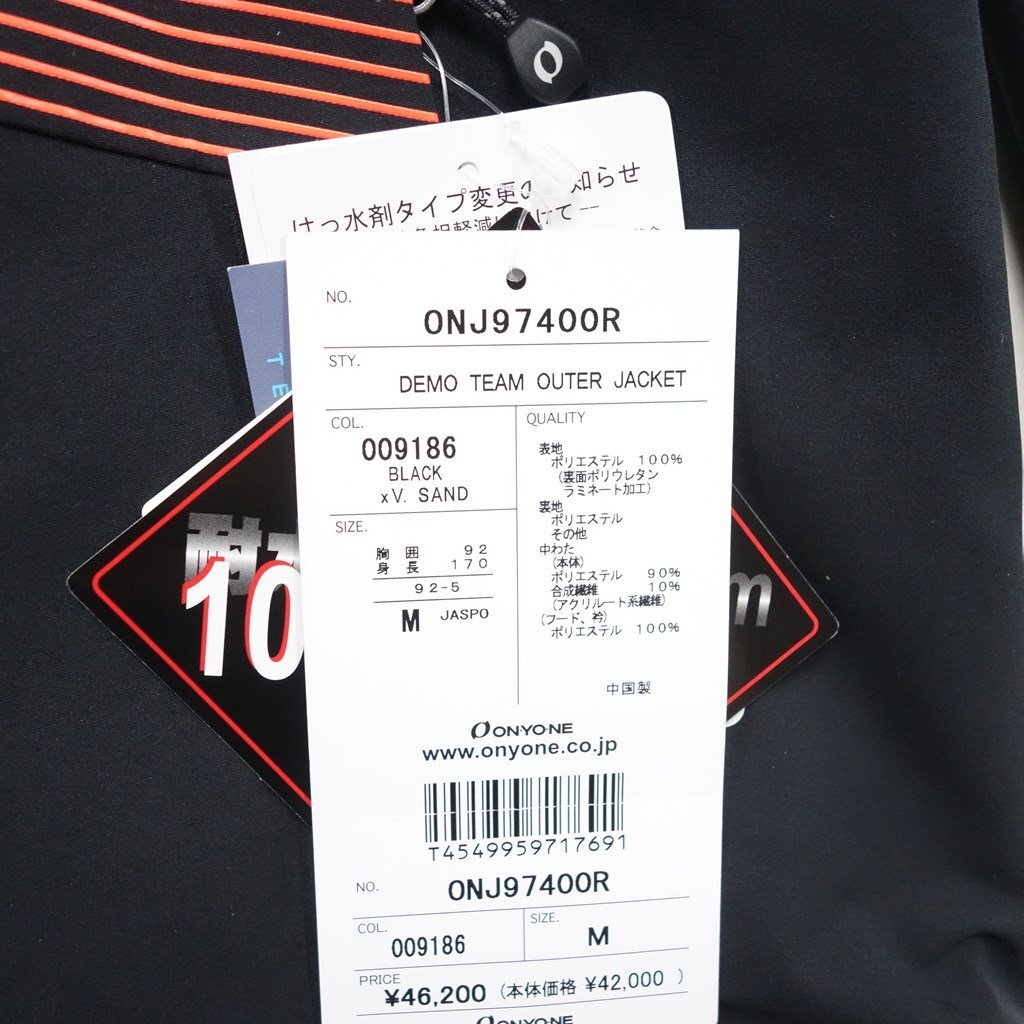 はっ水剤タイプ変更の 知らせ
NO.
ONJ97400R
STY.
DEMO TEAM OUTER JACKET
COL.
009186
BLACK
xV. SAND
SIZE.
胸 囲 92
身 長 170
92-5
M JASPO
QUALITY
表地
ポリエステル 100%
(裏面ポリウレタン
ラミネート加工)
裏地
ポリエステル
その他
中わた
(本体)
ポリエステル 90%
合成繊維 10%
(アクリルート系繊維)
(フード、衿)
ポリエステル 100%
中国製
ONYONE
www.onyone.co.jp
T4549959717691
NO.
ONJ97400R
COL.
009186
SIZE.
M
PRICE
¥46,200 (本体価格 ¥42,000 )
ONYONE
TE
耐
10
m